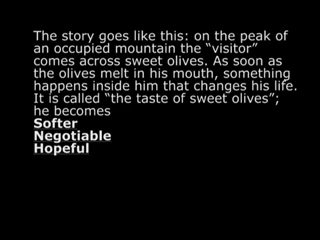 The story goes like this: on the peak of
an occupied mountain the “visitor”
comes across sweet olives. As soon as
the olives melt in his mouth, something
happens inside him that changes his life.
It is called “the taste of sweet olives”;
he becomes
Softer
Negotiable
Hopeful